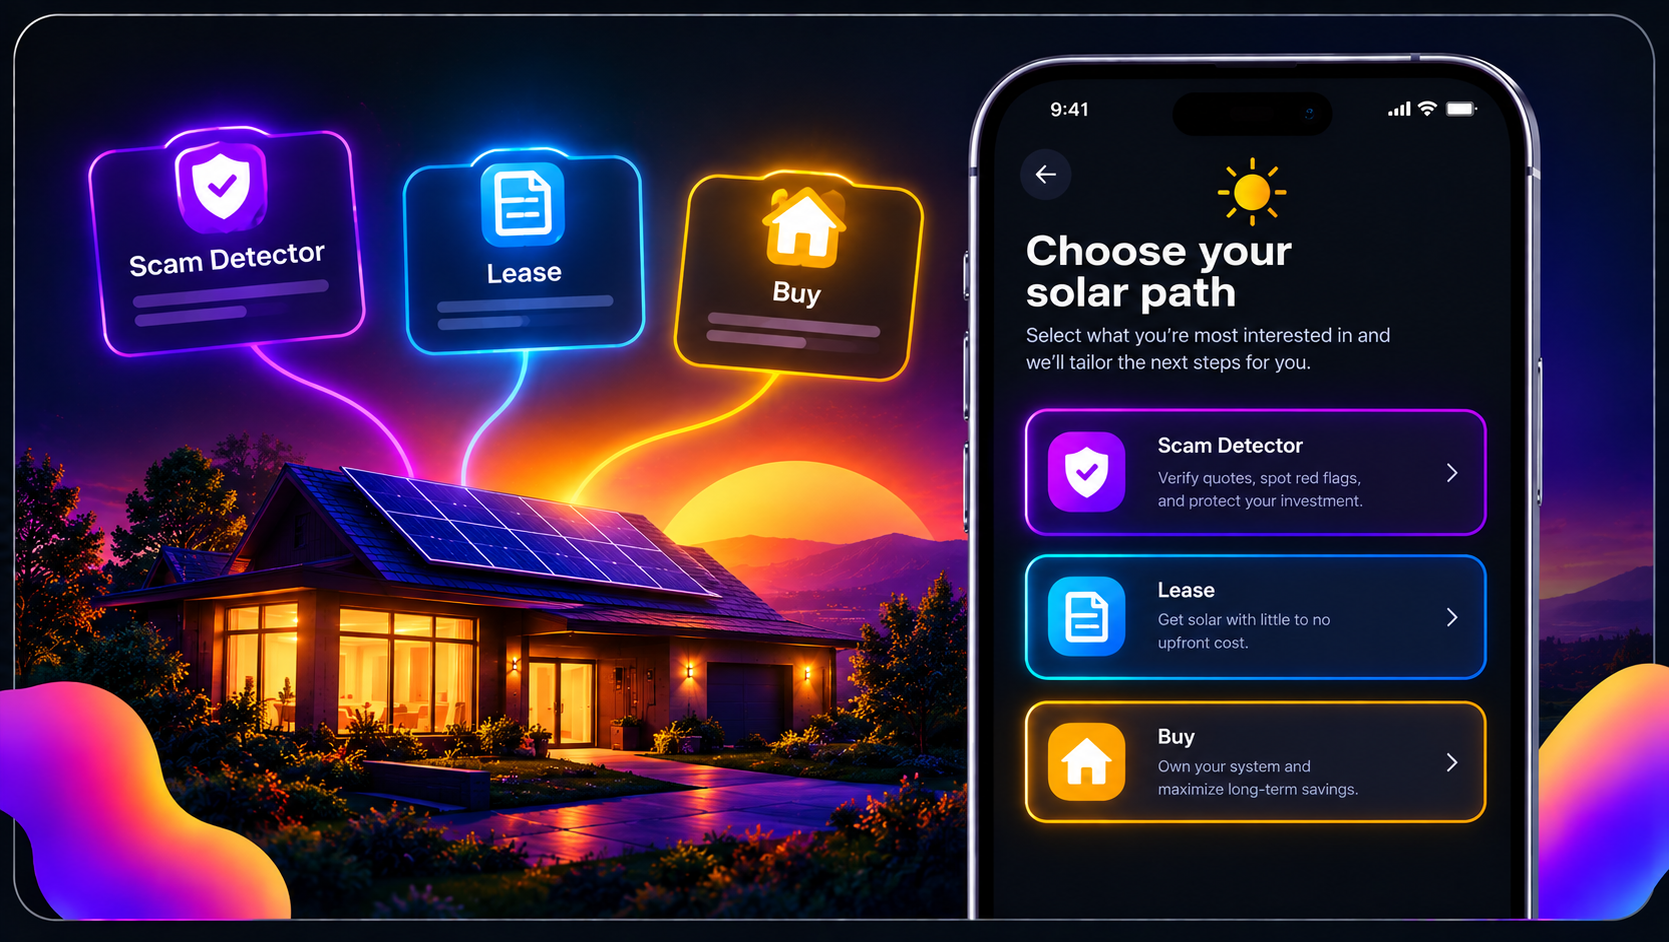 Scam Detector
Lease
Buy
9:41
Choose your
solar path
Select what you’re most interested in and
we’ll tailor the next steps for you.
Scam Detector
Verify quotes, spot red flags,
and protect your investment.
Lease
Get solar with little to no
upfront cost.
Buy
Own your system and
maximize long-term savings.